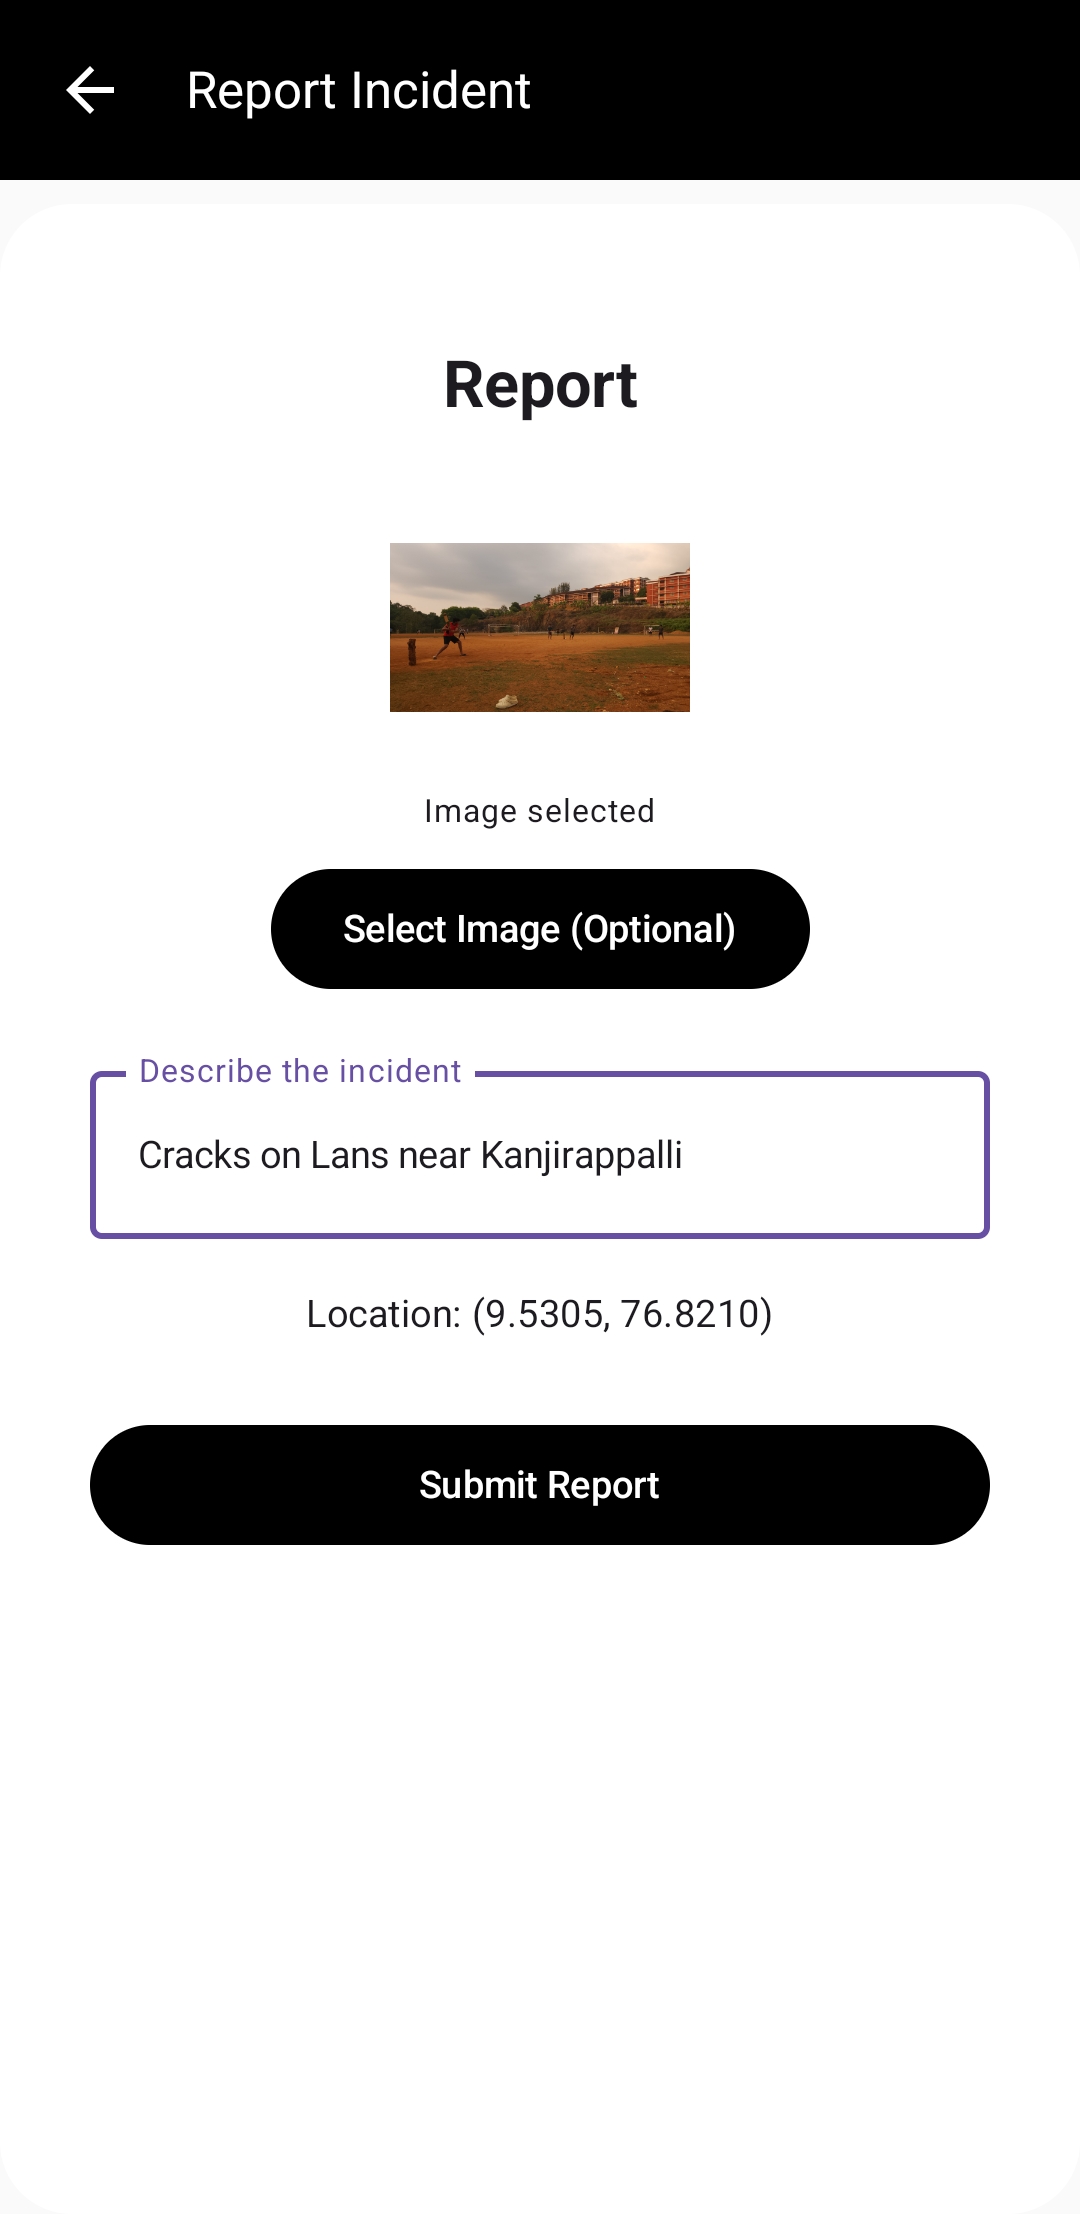 Report Incident
Report
Image selected
Select Image (Optional)
Describe the incident
Cracks on Lans near Kanjirappalli
Location: (9.5305, 76.8210)
Submit Report